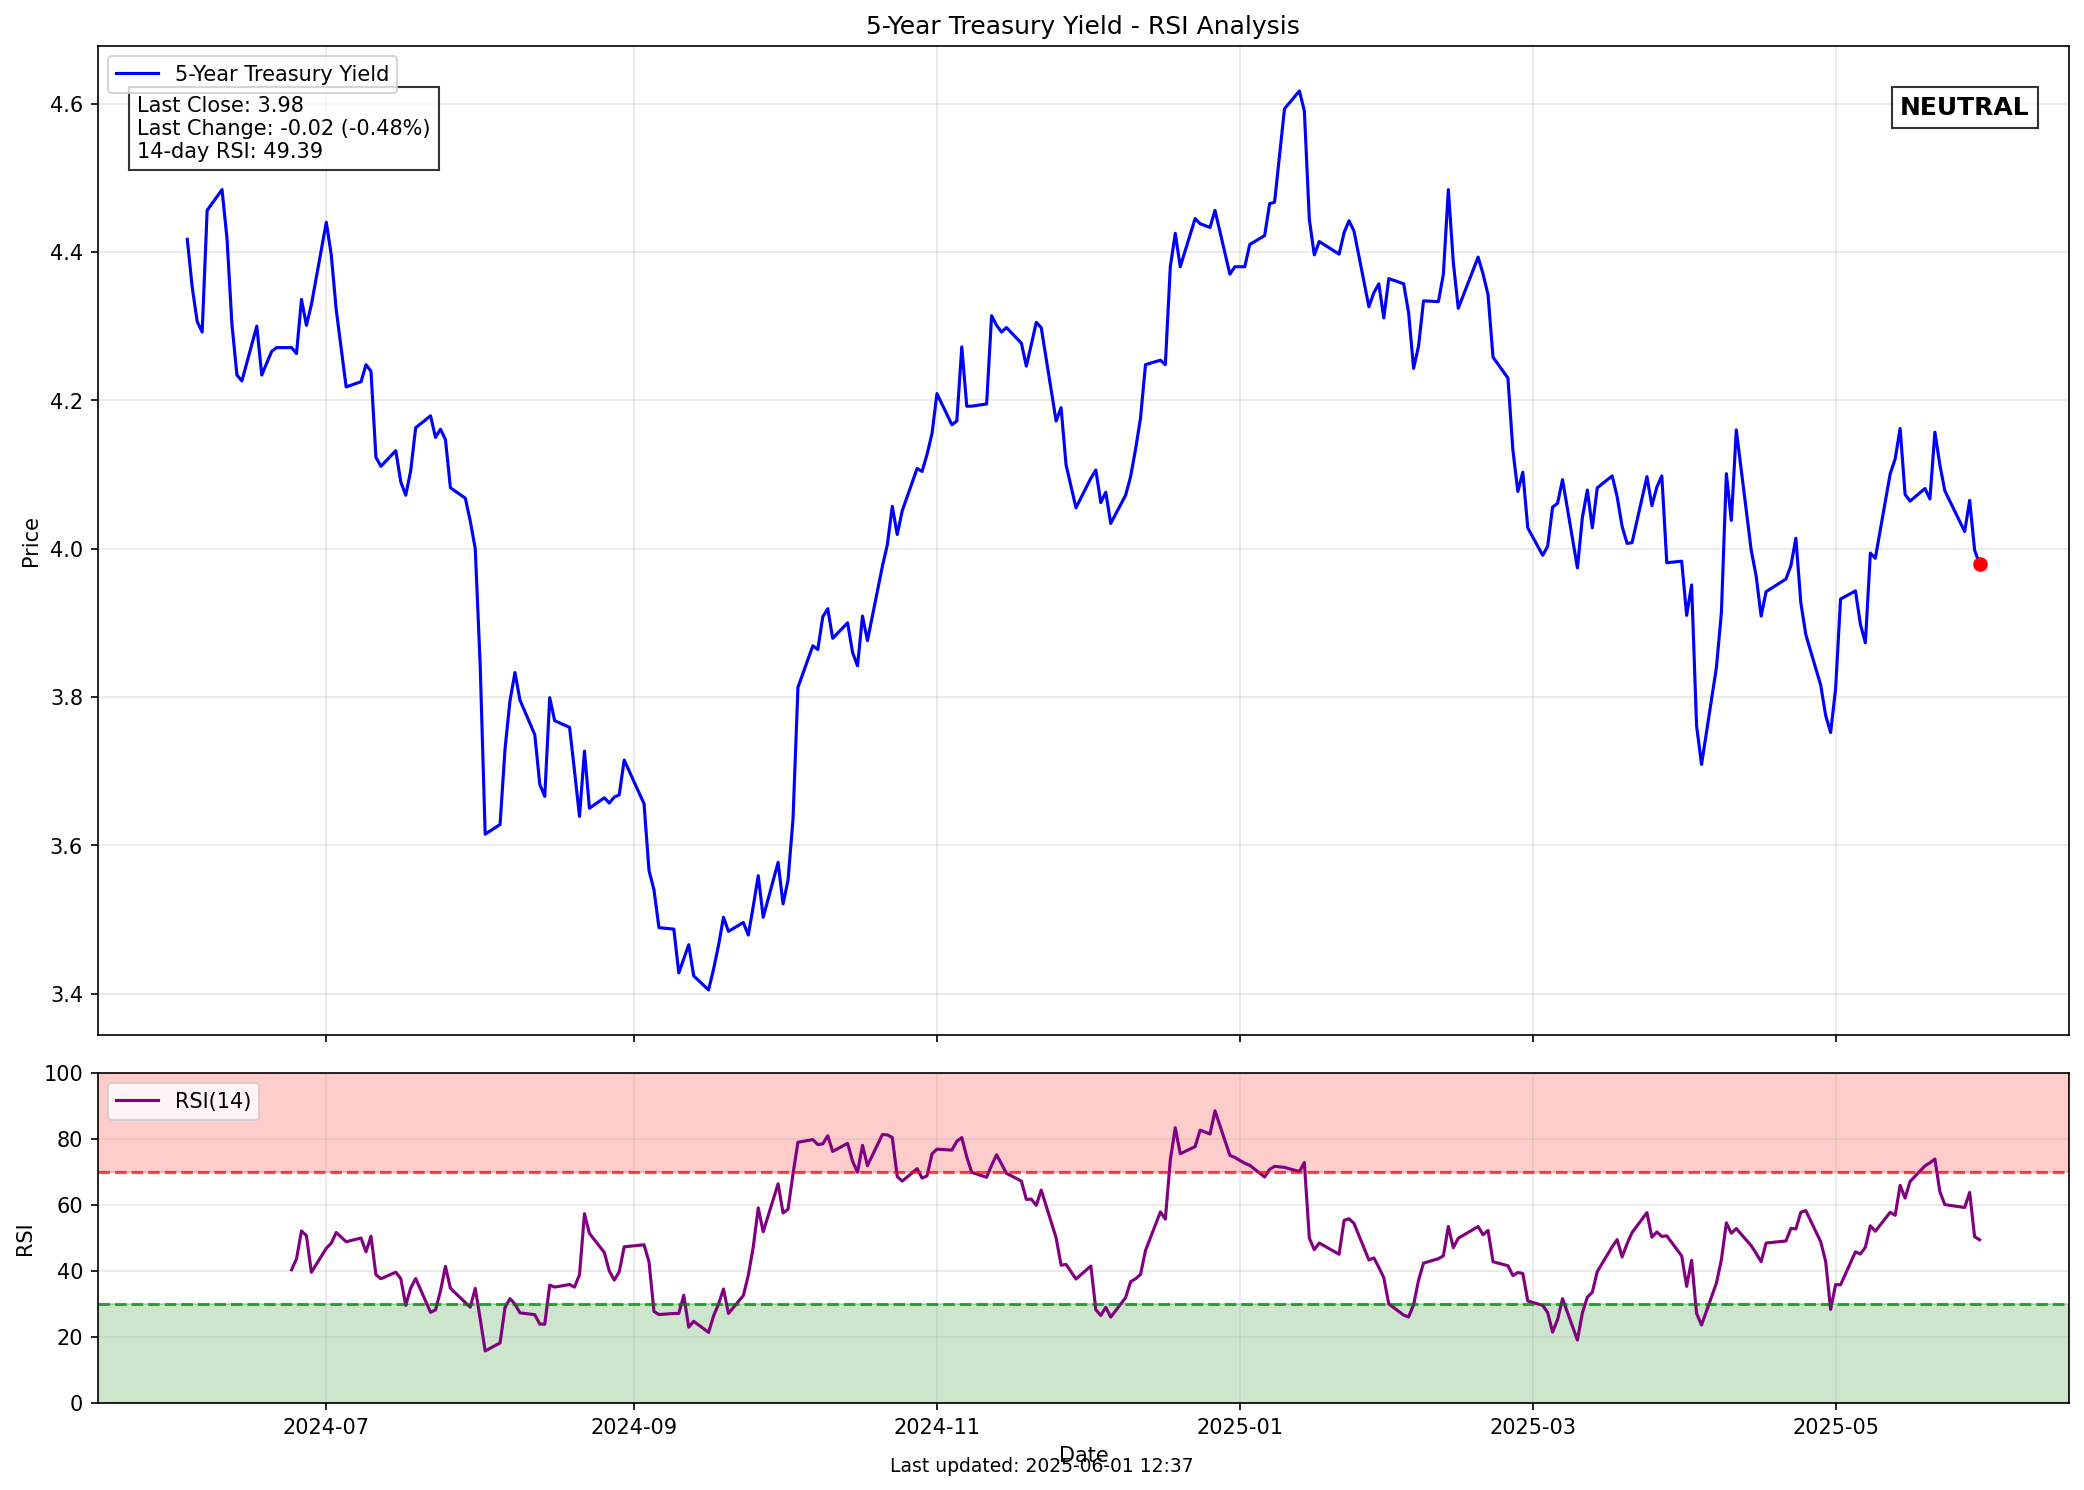 5-Year Treasury Yield - RSI Analysis
5-Year Treasury Yield
Last Close: 3.98
Last Change: -0.02 (-0.48%)
14-day RSI: 49.39
NEUTRAL
4.6
4.4
4.2
4.0
3.8
3.6
3.4
Price
RSI(14)
100
80
60
40
20
0
RSI
2024-07
2024-09
2024-11
2025-01
2025-03
2025-05
Date
Last updated: 2025-06-01 12:37